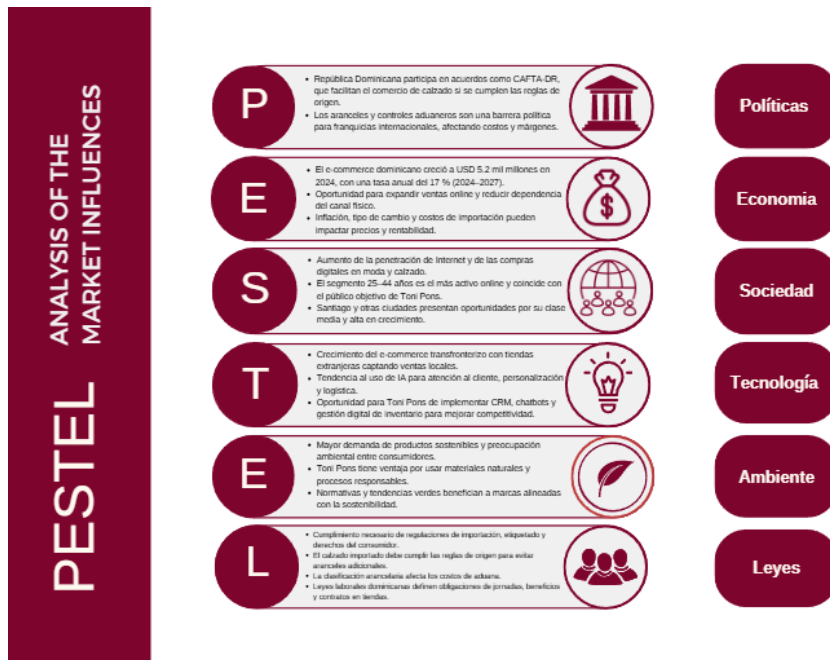 PESTEL
ANALYSIS OF THE
MARKET INFLUENCES
P
• República Dominicana participa en acuerdos como CAFTA-DR,
que facilitan el comercio de calzado si se cumplen las reglas de
origen.
• Los aranceles y controles aduaneros son una barrera política
para franquicias internacionales, afectando costos y márgenes.
Políticas
E
• El e-commerce dominicano creció a USD 5.2 mil millones en
2024, con una tasa anual del 17 % (2024–2027).
• Oportunidad para expandir ventas online y reducir dependencia
del canal físico.
• Inflación, tipo de cambio y costos de importación pueden
impactar precios y rentabilidad.
$
Economia
S
• Aumento de la penetración de Internet y de las compras
digitales en moda y calzado.
• El segmento 25–44 años es el más activo online y coincide con
el público objetivo de Toni Pons.
• Santiago y otras ciudades presentan oportunidades por su clase
media y alta en crecimiento.
Sociedad
T
• Crecimiento del e-commerce transfronterizo con tiendas
extranjeras captando ventas locales.
• Tendencia al uso de IA para atención al cliente, personalización
y logística.
• Oportunidad para Toni Pons de implementar CRM, chatbots y
gestión digital de inventario para mejorar competitividad.
Tecnología
E
• Mayor demanda de productos sostenibles y preocupación
ambiental entre consumidores.
• Toni Pons tiene ventaja por usar materiales naturales y
procesos responsables.
• Normativas y tendencias verdes benefician a marcas alineadas
con la sostenibilidad.
Ambiente
L
• Cumplimiento necesario de regulaciones de importación, etiquetado y
derechos del consumidor.
• El calzado importado debe cumplir las reglas de origen para evitar
aranceles adicionales.
• La clasificación arancelaria afecta los costos de aduana.
• Leyes laborales dominicanas definen obligaciones de jornadas, beneficios
y contratos en tiendas.
Leyes